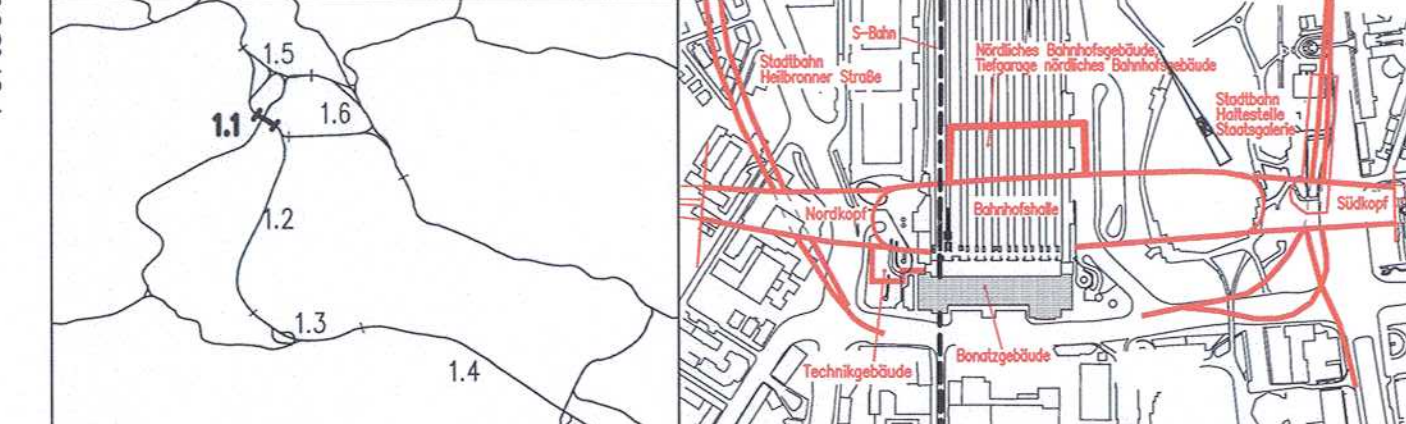 1.5
1.6
1.1
1.2
1.3
1.4
S-Bahn
Nördliches Bahnhofsgebäude,
Tiefgarage nördliches Bahnhofsgebäude
Stadtbahn
Heilbronner Straße
Stadtbahn
Haltestelle
Staatsgalerie
Nordkopf
Bahnhofshalle
Südkopf
Technikgebäude
Bonatzgebäude